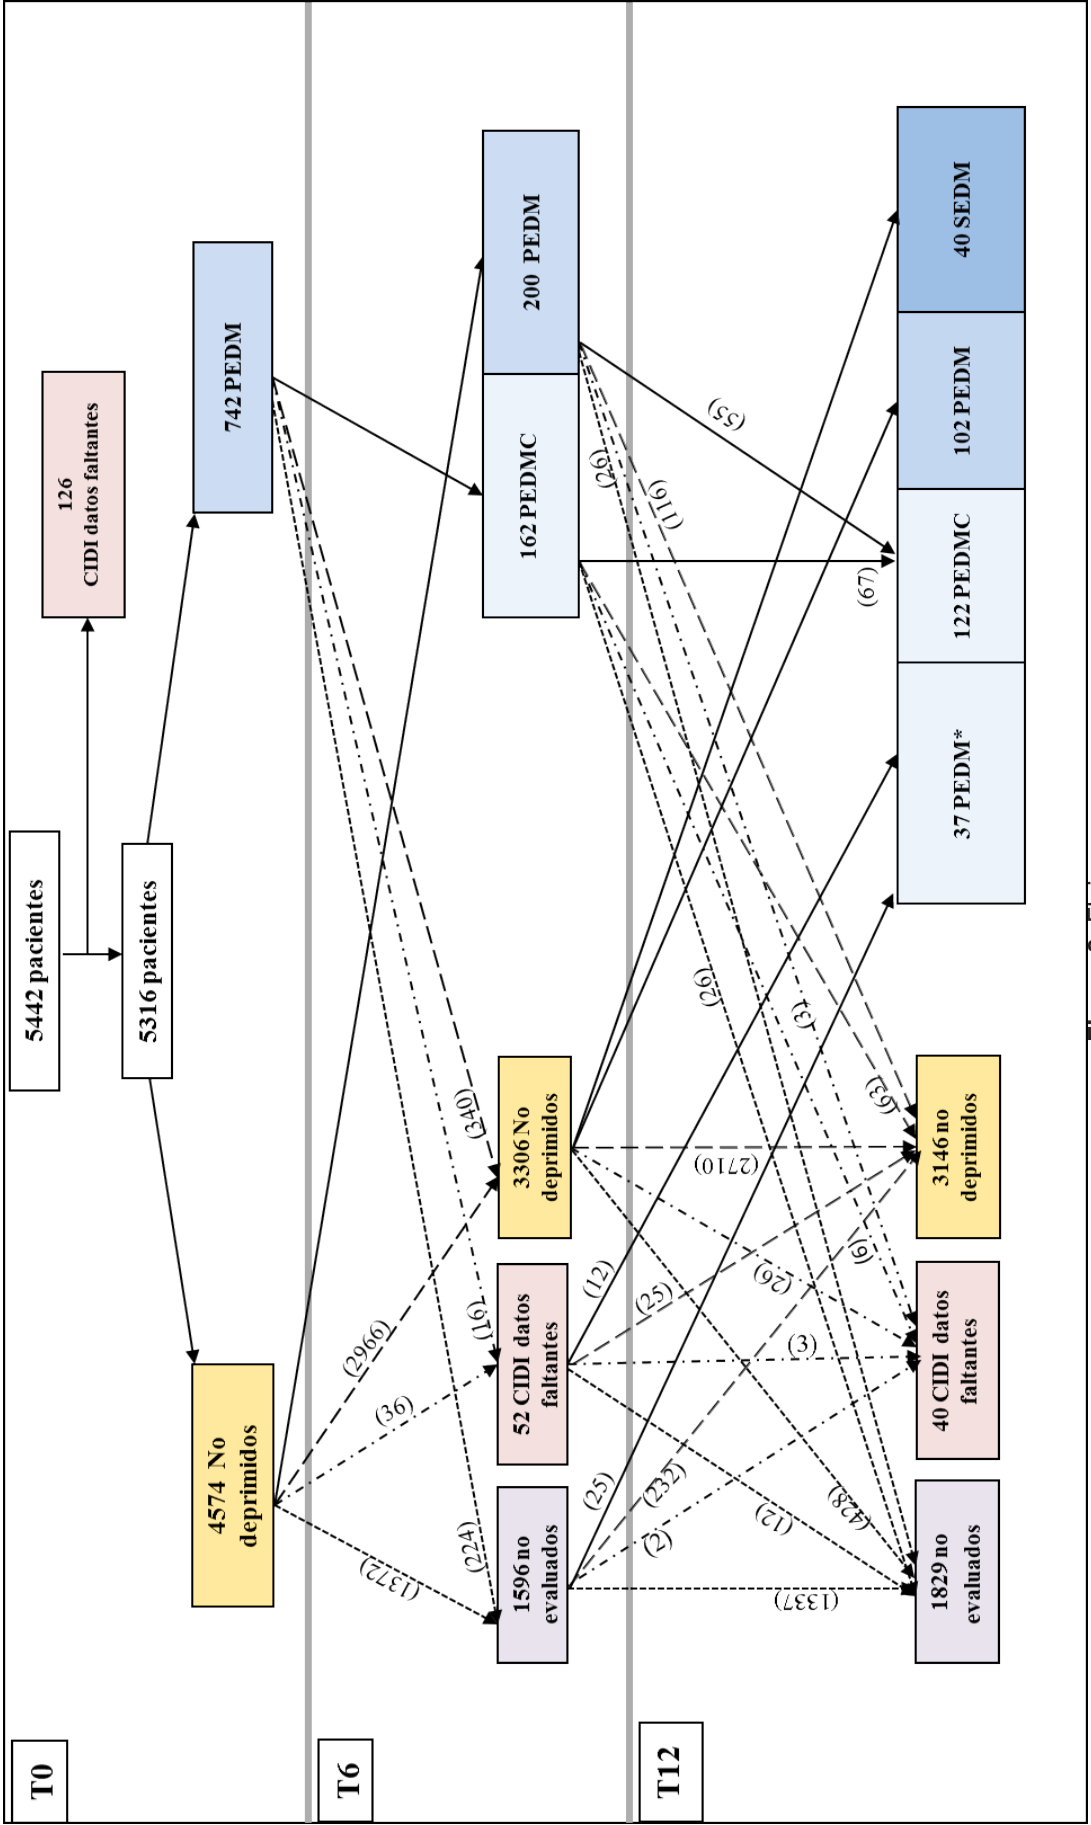 T0
5442 pacientes
126
CIDI datos faltantes
5316 pacientes
4574 No
deprimidos
742 PEDM
T6
(1372)
(36)
(2966)
(224)
(16)
(340)
1596 no
evaluados
52 CIDI datos
faltantes
3306 No
deprimidos
162 PEDMC
200 PEDM
T12
(25)
(232)
(2)
(1337)
(12)
(25)
(3)
(12)
(428)
(26)
(2710)
(26)
(6)
(63)
(67)
(26)
(3)
(116)
(55)
1829 no
evaluados
40 CIDI datos
faltantes
3146 no
deprimidos
37 PEDM*
122 PEDMC
102 PEDM
40 SEDM